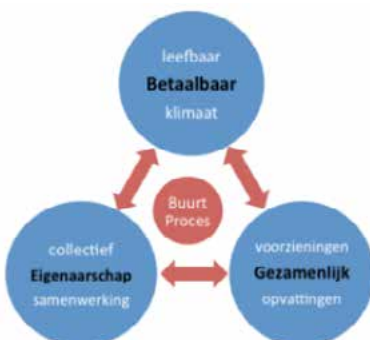 leefbaar
Betaalbaar
klimaat
Buurt
Proces
collectief
Eigenaarschap
samenwerking
voorzieningen
Gezamenlijk
opvattingen